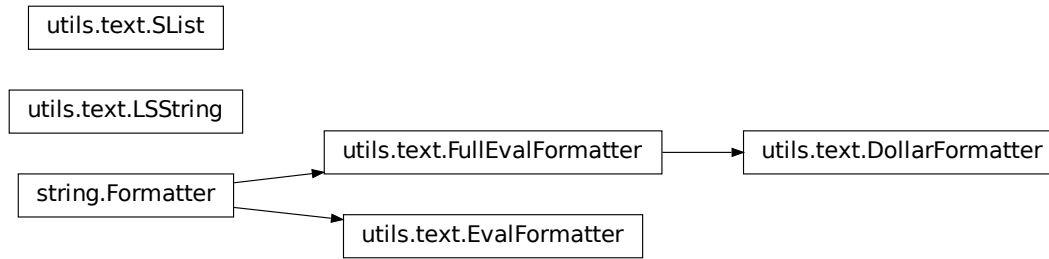 utils.text.SList
utils.text.LSString
utils.text.FullEvalFormatter
utils.text.DollarFormatter
string.Formatter
utils.text.EvalFormatter